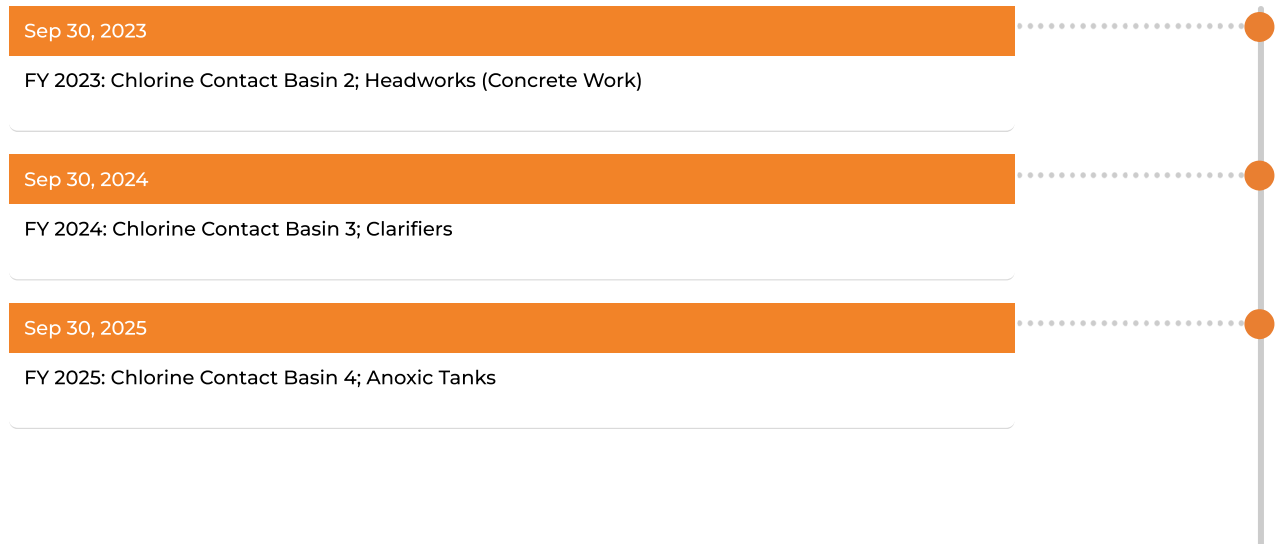 Sep 30, 2023
FY 2023: Chlorine Contact Basin 2; Headworks (Concrete Work)
Sep 30, 2024
FY 2024: Chlorine Contact Basin 3; Clarifiers
Sep 30, 2025
FY 2025: Chlorine Contact Basin 4; Anoxic Tanks